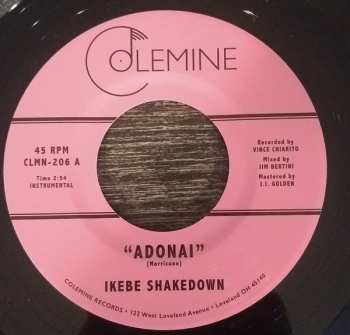 COLEMINE
45 RPM
CLMN-206 A
Time 2:54
INSTRUMENTAL
Recorded by
VINCE CHIARITO
Mixed by
JIM BERTINI
Mastered by
J.J. GOLDEN
"ADONAI"
(Morricone)
IKEBE SHAKEDOWN
COLEMINE RECORDS • 122 West Loveland Avenue • Loveland OH 45140